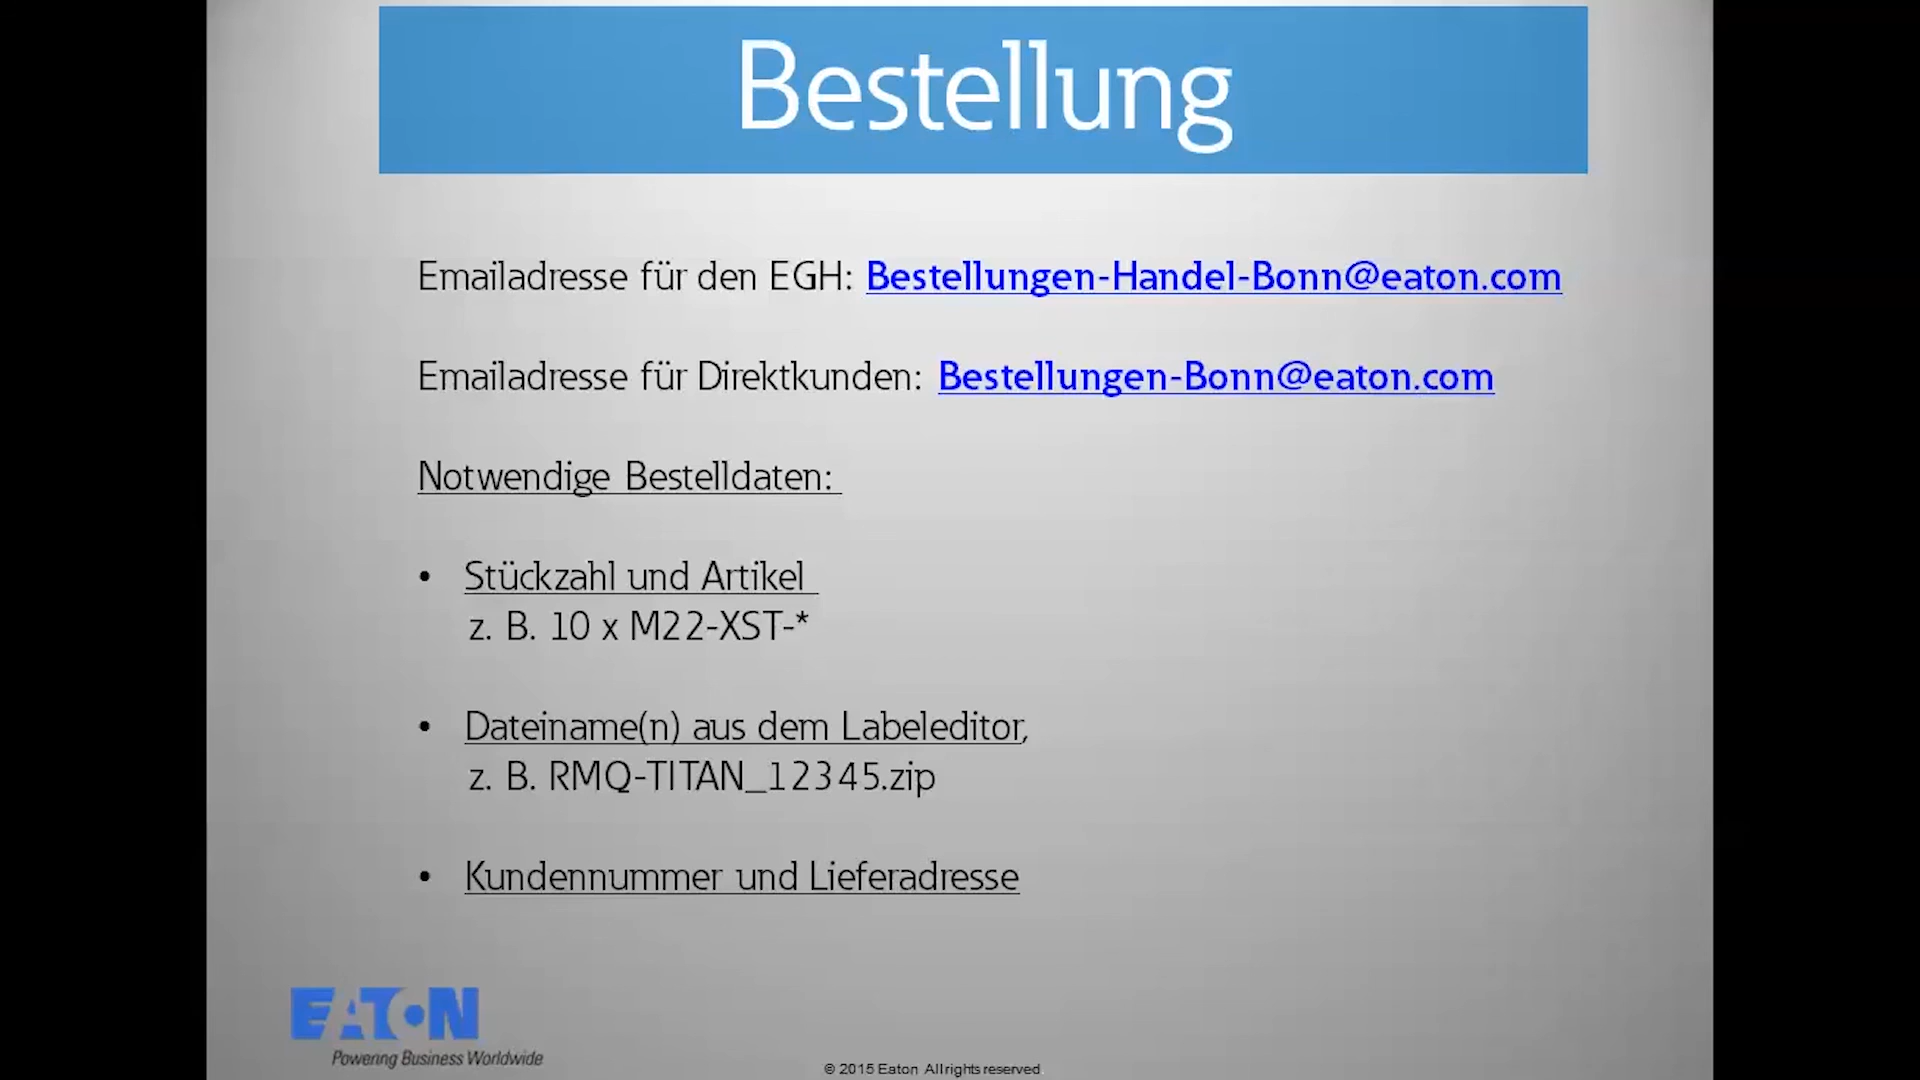 Bestellung
Emailadresse für den EGH: Bestellungen-Handel-Bonn@eaton.com
Emailadresse für Direktkunden: Bestellungen-Bonn@eaton.com
Notwendige Bestelldaten:
• Stückzahl und Artikel
z. B. 10 x M22-XST-*
• Dateiname(n) aus dem Labeleditor,
z. B. RMQ-TITAN_12345.zip
• Kundennummer und Lieferadresse
EATON
Powering Business Worldwide
© 2015 Eaton All rights reserved